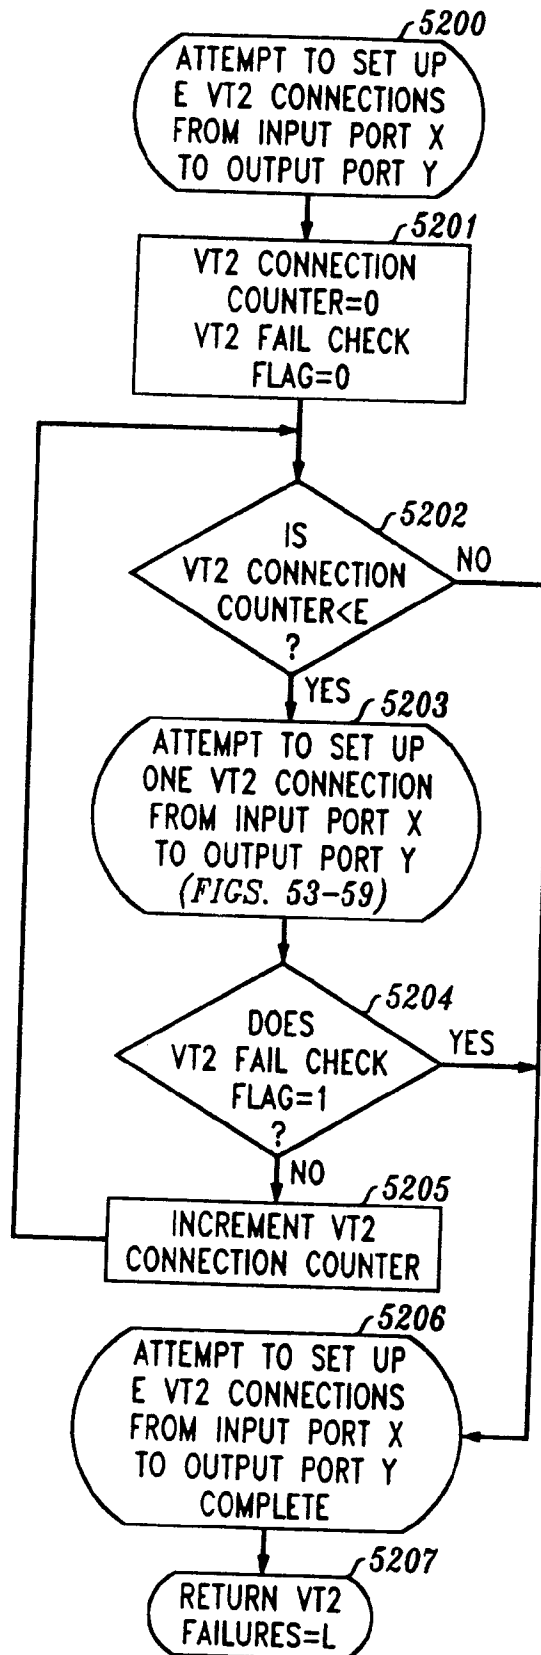 5200
ATTEMPT TO SET UP
E VT2 CONNECTIONS
FROM INPUT PORT X
TO OUTPUT PORT Y
5201
VT2 CONNECTION
COUNTER=0
VT2 FAIL CHECK
FLAG=0
5202
IS
VT2 CONNECTION
COUNTER<E
?
NO
YES
5203
ATTEMPT TO SET UP
ONE VT2 CONNECTION
FROM INPUT PORT X
TO OUTPUT PORT Y
(FIGS. 53-59)
5204
DOES
VT2 FAIL CHECK
FLAG=1
?
YES
NO
5205
INCREMENT VT2
CONNECTION COUNTER
5206
ATTEMPT TO SET UP
E VT2 CONNECTIONS
FROM INPUT PORT X
TO OUTPUT PORT Y
COMPLETE
5207
RETURN VT2
FAILURES=L